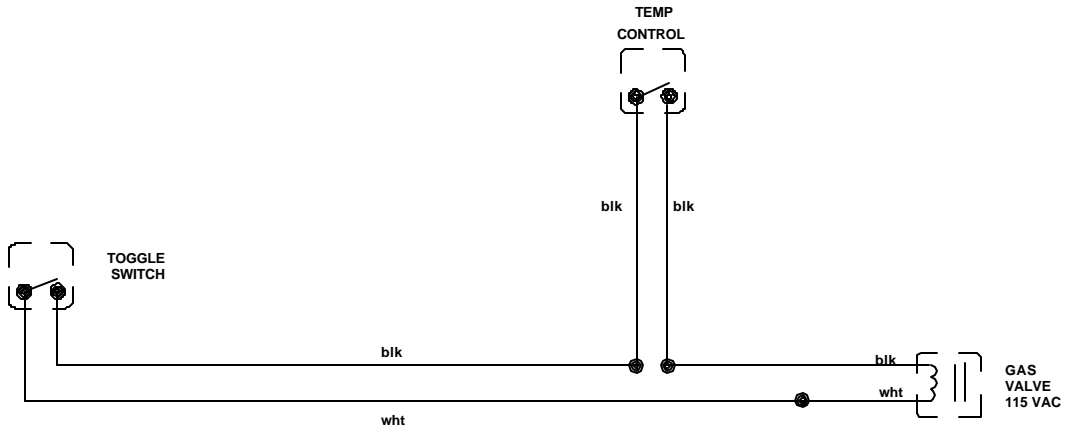 TEMP
CONTROL
blk
blk
TOGGLE
SWITCH
blk
blk
wht
wht
GAS
VALVE
115 VAC